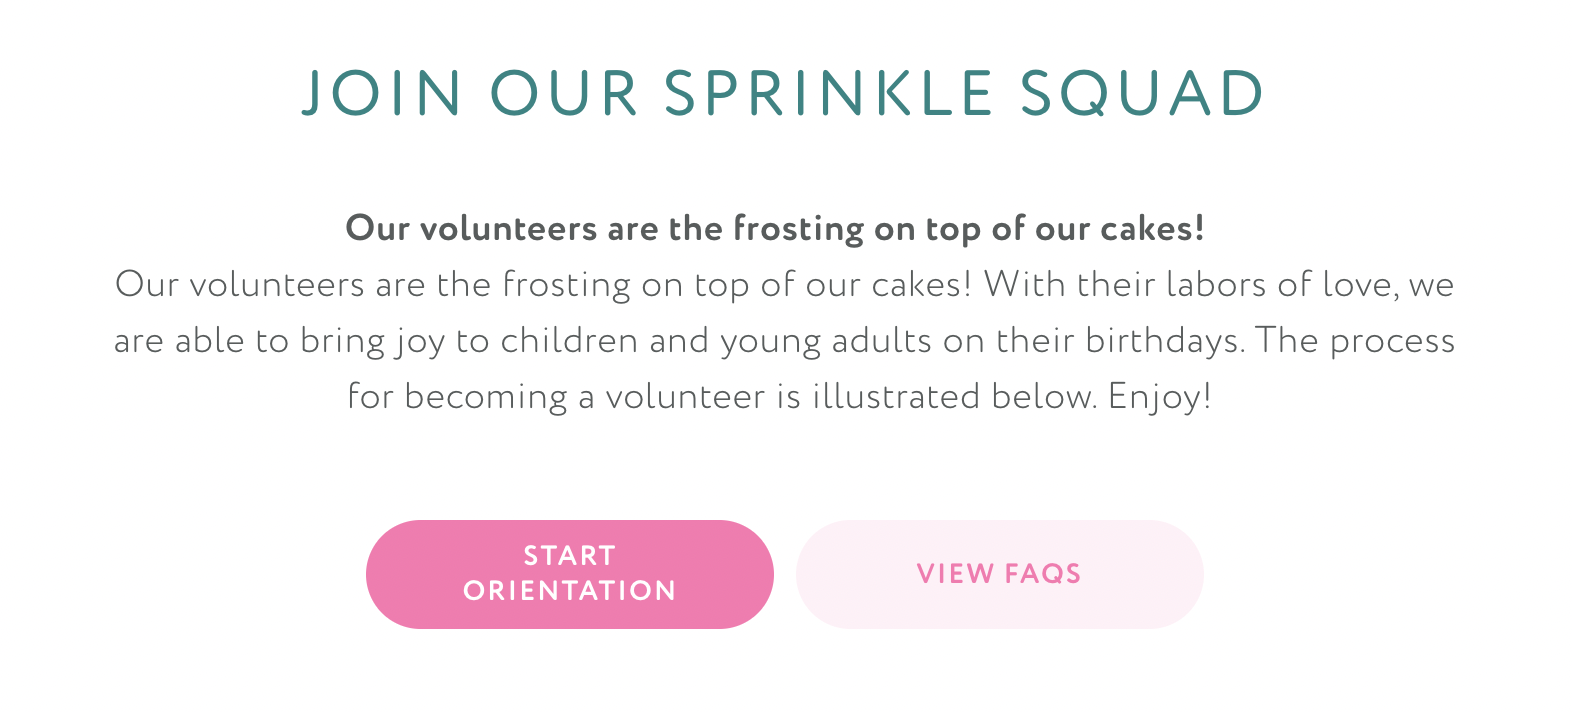 JOIN OUR SPRINKLE SQUAD
Our volunteers are the frosting on top of our cakes!
Our volunteers are the frosting on top of our cakes! With their labors of love, we
are able to bring joy to children and young adults on their birthdays. The process
for becoming a volunteer is illustrated below. Enjoy!
START
ORIENTATION
VIEW FAQS